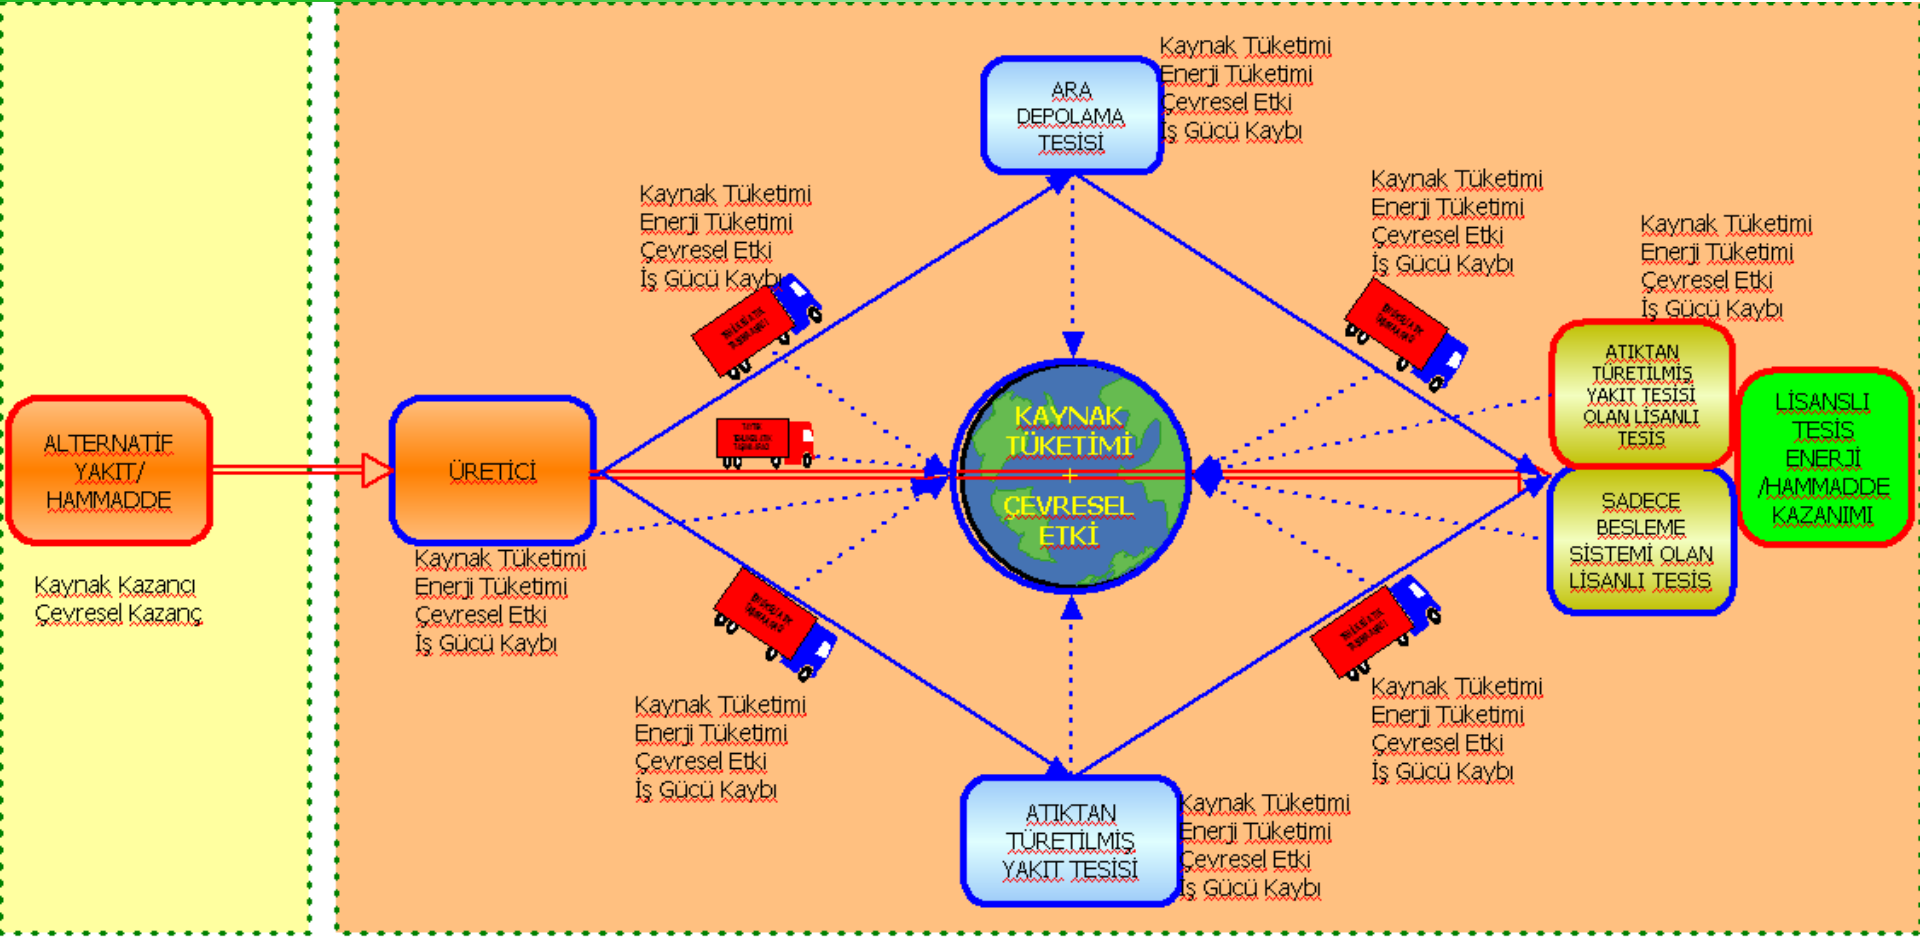 ALTERNATİF
YAKIT/
HAMMADDE
Kaynak Kazancı
Çevresel Kazanç
ÜRETİCİ
Kaynak Tüketimi
Enerji Tüketimi
Çevresel Etki
İş Gücü Kaybı
Kaynak Tüketimi
Enerji Tüketimi
Çevresel Etki
İş Gücü Kaybı
Kaynak Tüketimi
Enerji Tüketimi
Çevresel Etki
İş Gücü Kaybı
ARA
DEPOLAMA
TESİSİ
Kaynak Tüketimi
Enerji Tüketimi
Çevresel Etki
İş Gücü Kaybı
KAYNAK
TÜKETİMİ
+
ÇEVRESEL
ETKİ
ATIKTAN
TÜRETİLMİŞ
YAKIT TESİSİ
Kaynak Tüketimi
Enerji Tüketimi
Çevresel Etki
İş Gücü Kaybı
Kaynak Tüketimi
Enerji Tüketimi
Çevresel Etki
İş Gücü Kaybı
Kaynak Tüketimi
Enerji Tüketimi
Çevresel Etki
İş Gücü Kaybı
Kaynak Tüketimi
Enerji Tüketimi
Çevresel Etki
İş Gücü Kaybı
ATIKTAN
TÜRETİLMİŞ
YAKIT TESİSİ
OLAN LİSANLI
TESİS
SADECE
BESLEME
SİSTEMİ OLAN
LİSANLI TESİS
LİSANSLI
TESİS
ENERJİ
/HAMMADDE
KAZANIMI